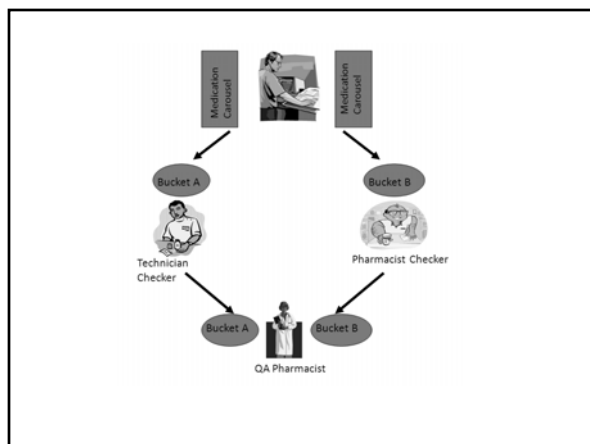 Medication
Carousel
Medication
Carousel
Bucket A
Bucket B
Technician
Checker
Pharmacist Checker
Bucket A
Bucket B
QA Pharmacist